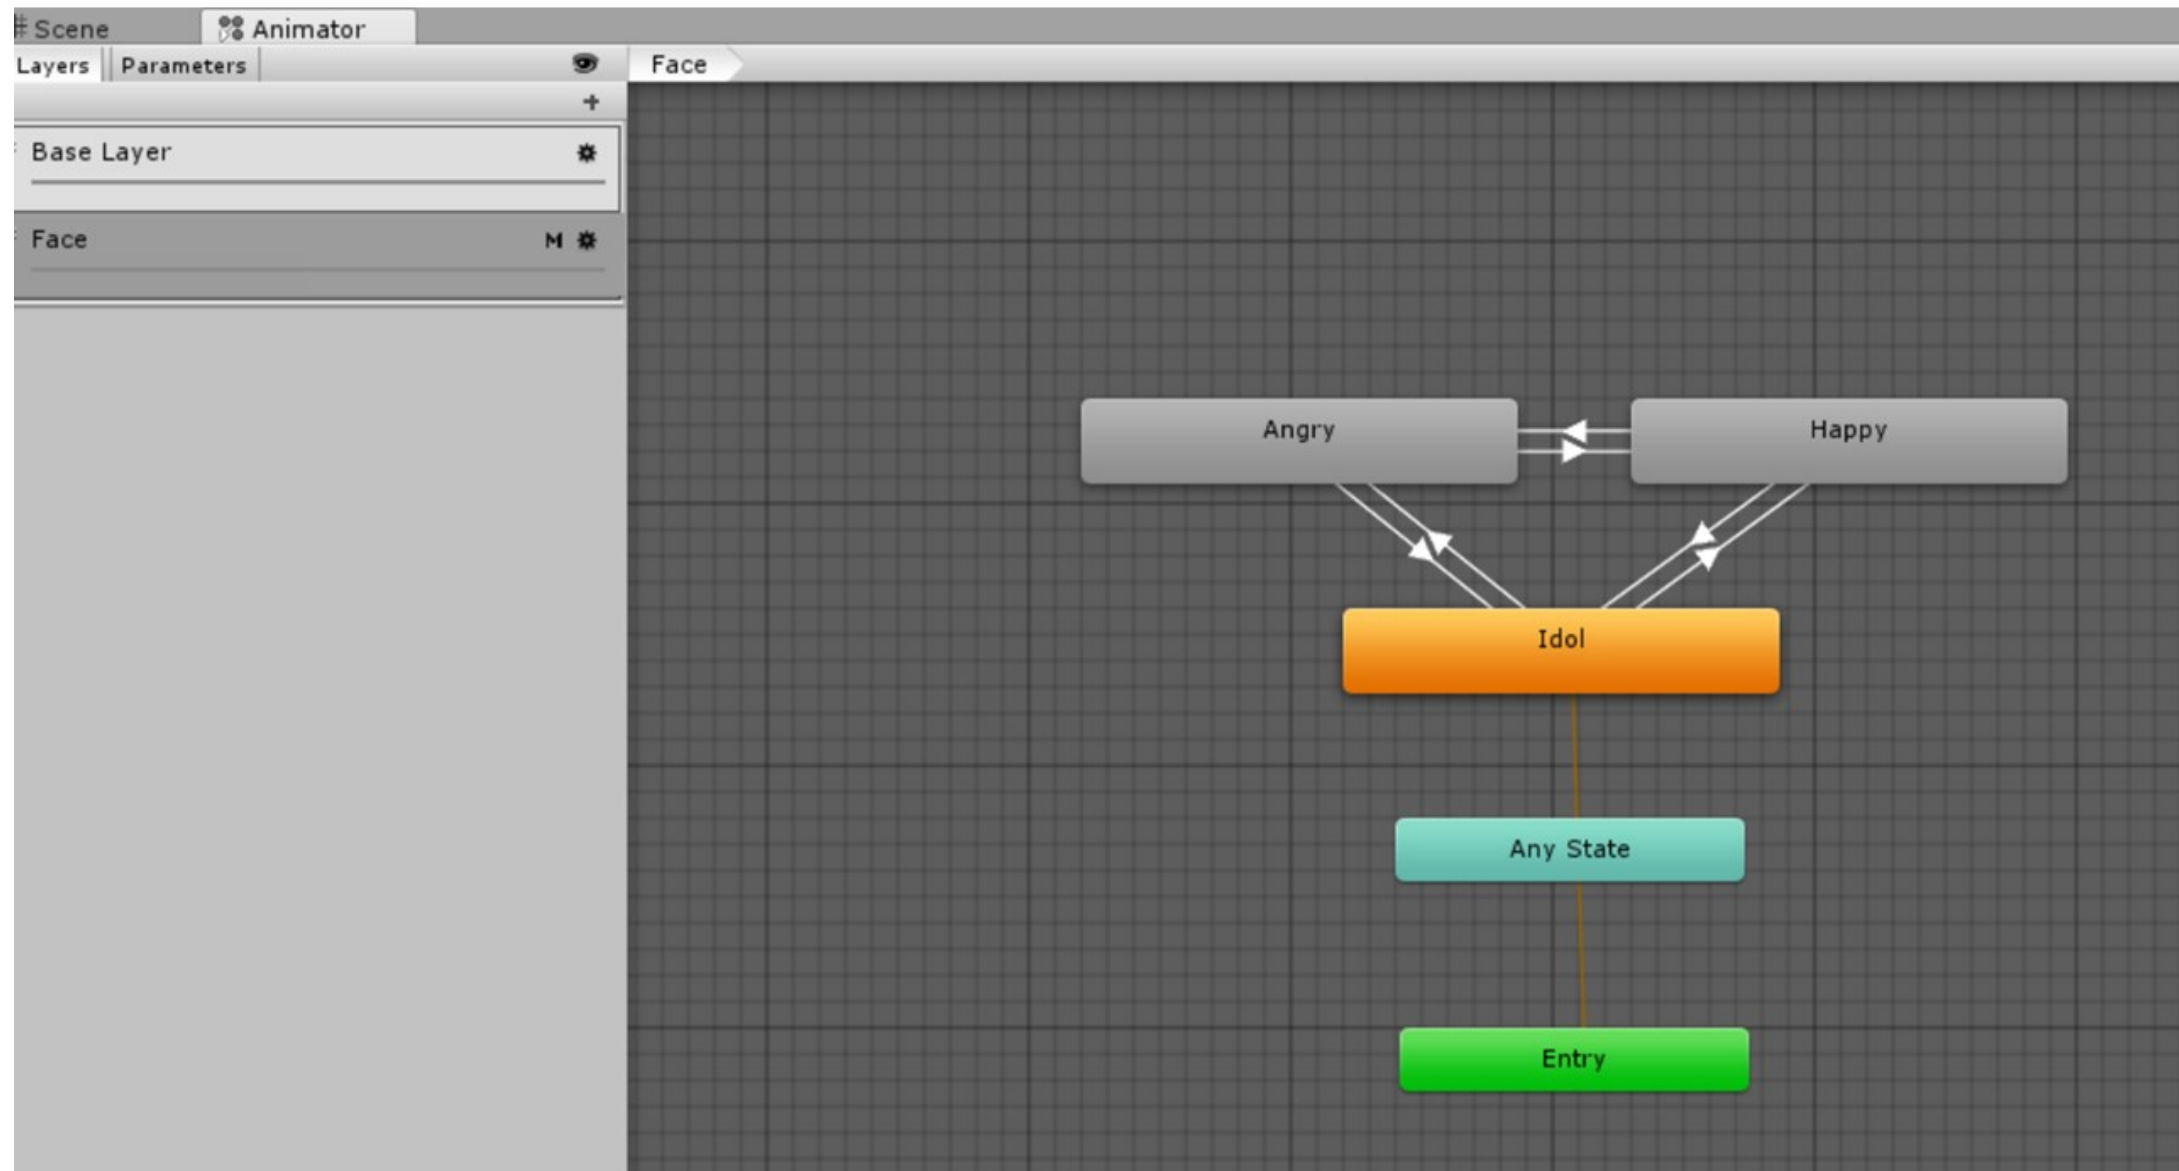 # Scene
Animator
Layers
Parameters
Face
+
Base Layer
Face
M
Angry
Happy
Idol
Any State
Entry